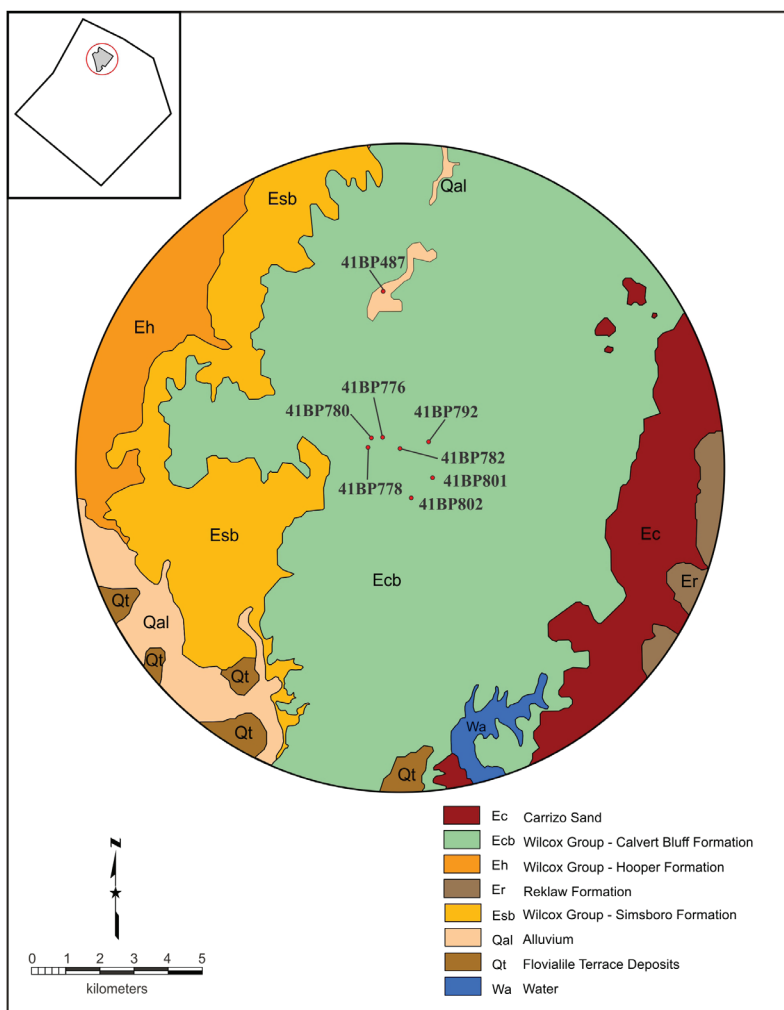 Esb
Qal
41BP487
Eh
41BP776
41BP780
41BP792
41BP782
41BP778
41BP801
41BP802
Esb
Ec
Ecb
Er
Qt
Qal
Qt
Qt
Qt
Wa
Qt
Ec Carrizo Sand
Ecb Wilcox Group - Calvert Bluff Formation
Eh Wilcox Group - Hooper Formation
Er Reklaw Formation
Esb Wilcox Group - Simsboro Formation
Qal Alluvium
Qt Flovialile Terrace Deposits
Wa Water
N
0 1 2 3 4 5
kilometers